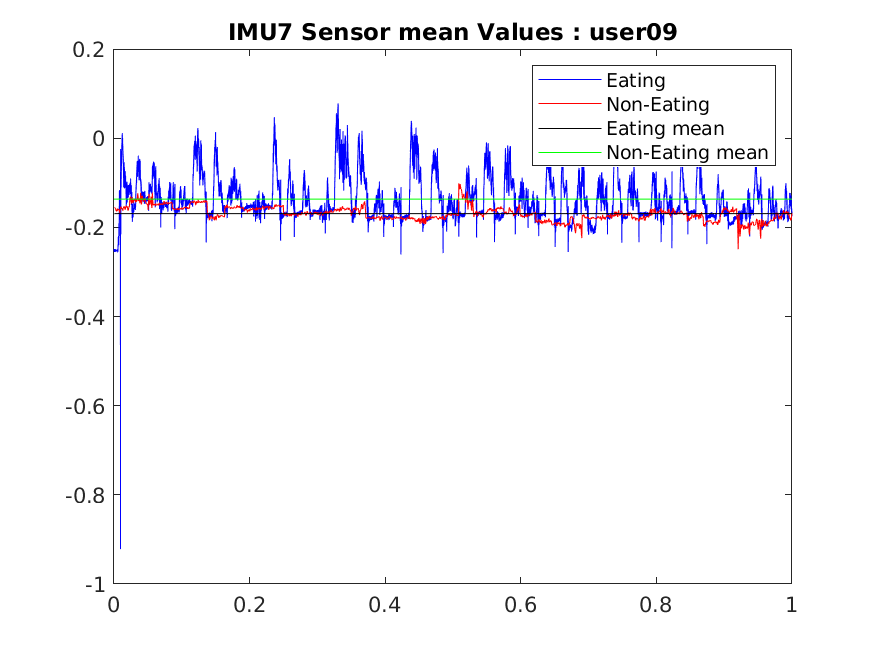 IMU7 Sensor mean Values : user09
Eating
Non-Eating
Eating mean
Non-Eating mean
0.2
0
-0.2
-0.4
-0.6
-0.8
-1
0 0.2 0.4 0.6 0.8 1